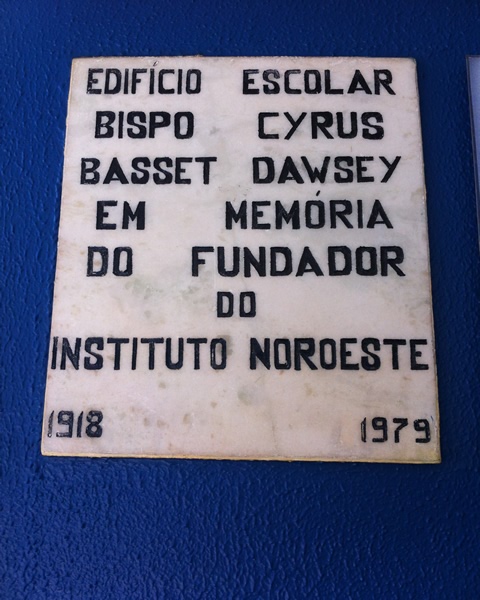 EDIFÍCIO ESCOLAR
BISPO CYRUS
BASSET DAWSEY
EM MEMÓRIA
DO FUNDADOR
DO
INSTITUTO NOROESTE
1918 1979